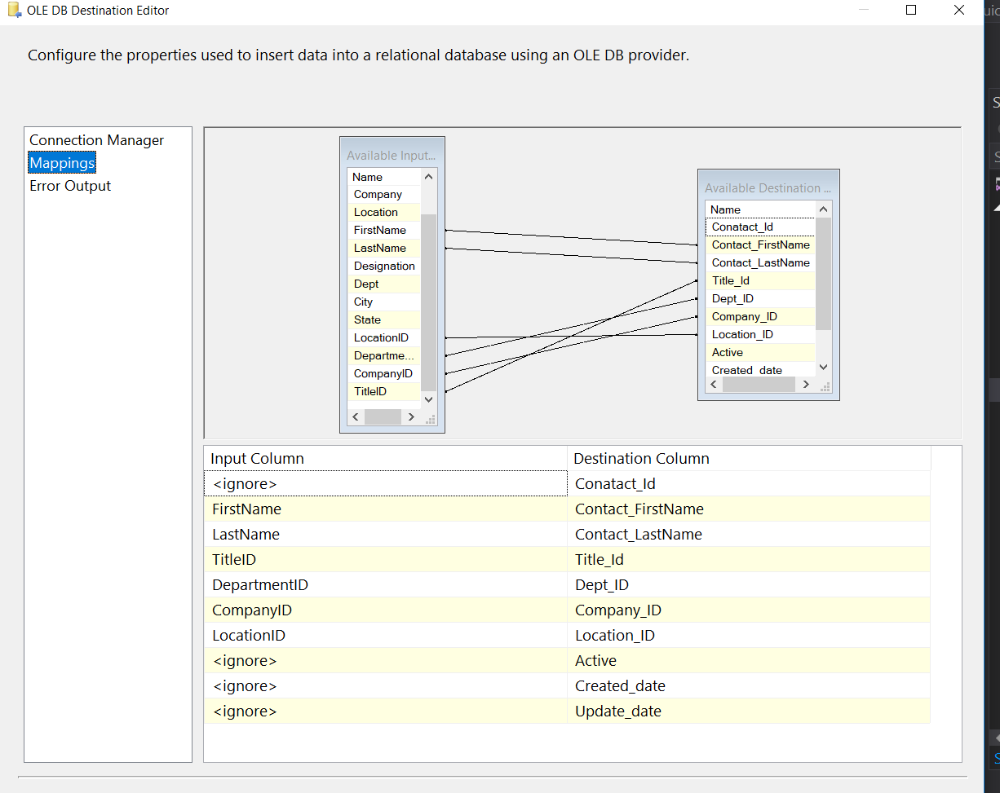 OLE DB Destination Editor
Configure the properties used to insert data into a relational database using an OLE DB provider.
Connection Manager
Mappings
Error Output
Available Input...
Name
Company
Location
FirstName
LastName
Designation
Dept
City
State
LocationID
Departme...
CompanyID
TitleID
Available Destination ...
Name
Conatact_Id
Contact_FirstName
Contact_LastName
Title_Id
Dept_ID
Company_ID
Location_ID
Active
Created_date
Input Column Destination Column
<ignore> Conatact_Id
FirstName Contact_FirstName
LastName Contact_LastName
TitleID Title_Id
DepartmentID Dept_ID
CompanyID Company_ID
LocationID Location_ID
<ignore> Active
<ignore> Created_date
<ignore> Update_date